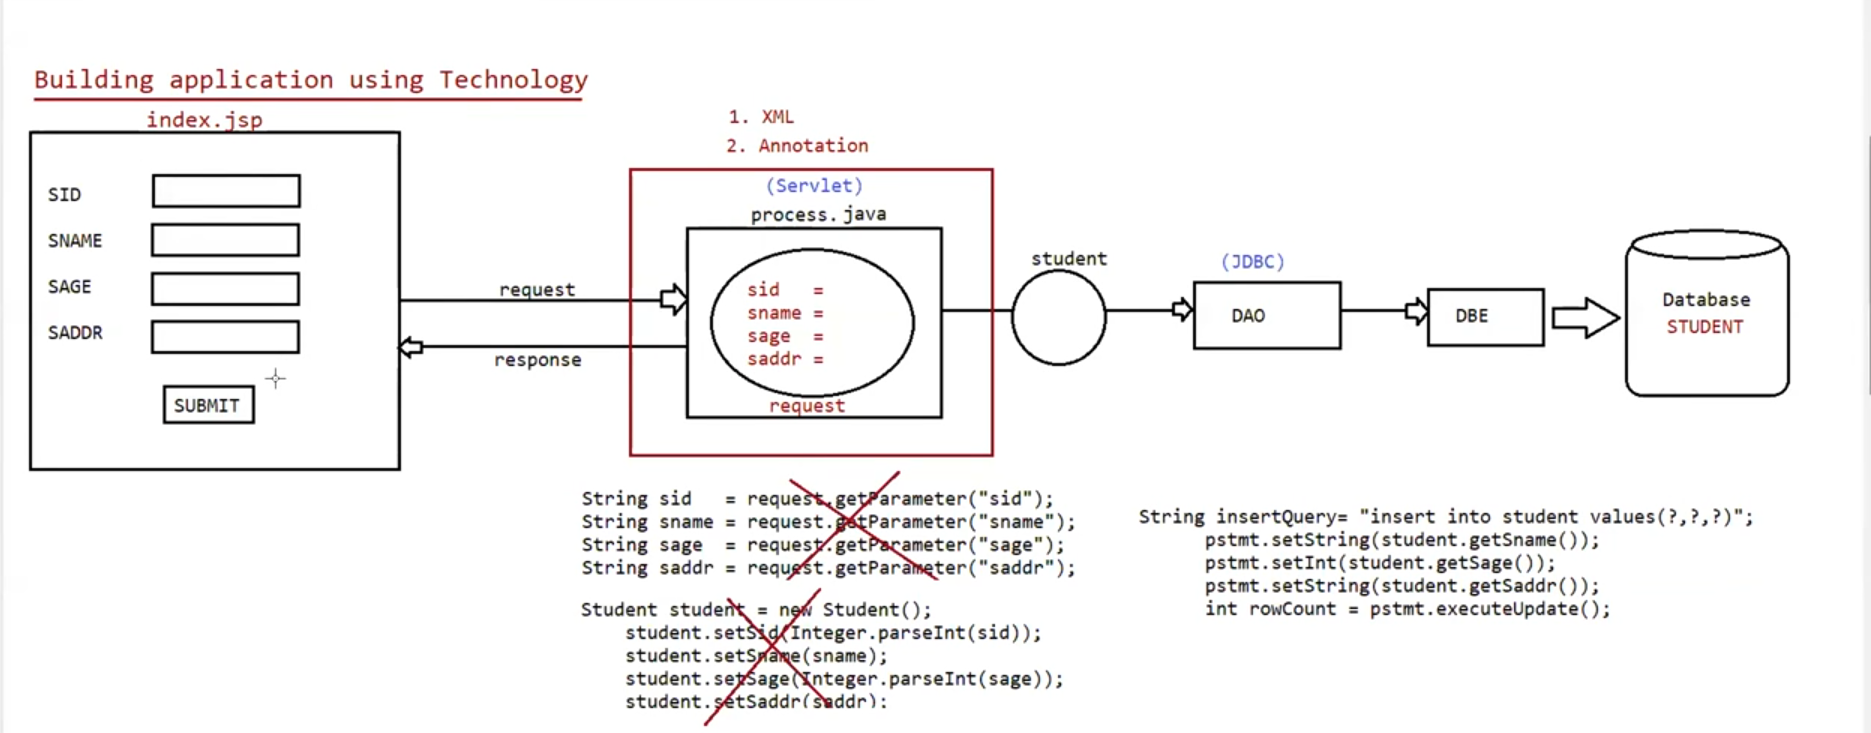 Building application using Technology
index.jsp
SID
SNAME
SAGE
SADDR
SUBMIT
request
response
1. XML
2. Annotation
(Servlet)
process.java
sid   =
sname =
sage  =
saddr =
request
student
(JDBC)
DAO
DBE
Database
STUDENT
String sid   = request.getParameter("sid");
String sname = request.getParameter("sname");
String sage  = request.getParameter("sage");
String saddr = request.getParameter("saddr");
Student student = new Student();
student.setSid(Integer.parseInt(sid));
student.setSname(sname);
student.setSage(Integer.parseInt(sage));
student.setSaddr(saddr);
String insertQuery= "insert into student values(?,?,?)";
pstmt.setString(student.getSname());
pstmt.setInt(student.getSage());
pstmt.setString(student.getSaddr());
int rowCount = pstmt.executeUpdate();